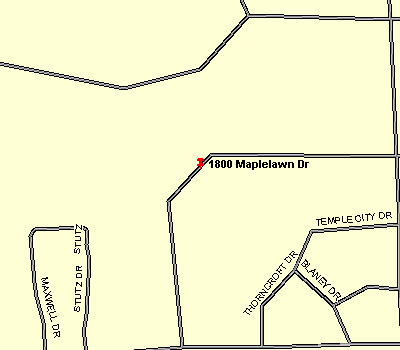 1800 Maplelawn Dr
TEMPLE CITY DR
STUTZ
THORNCROFT DR
BLANEY DR
STUTZ DR
MAXWELL DR